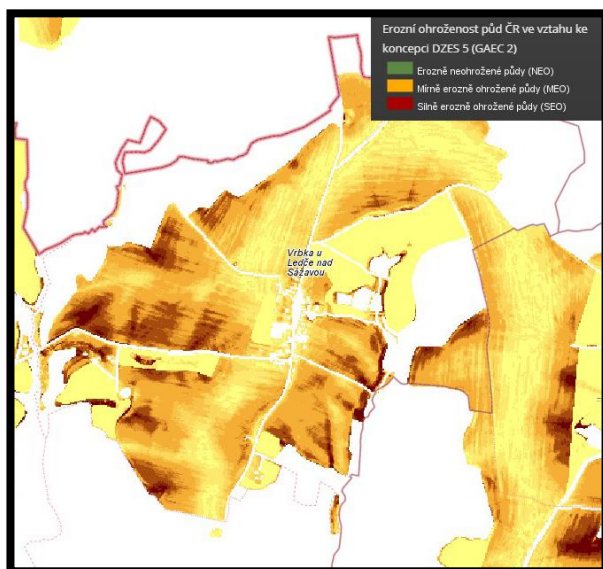 Erozní ohroženost půd ČR ve vztahu ke
koncepci DZES 5 (GAEC 2)
Erozně neohrožené půdy (NEO)
Mírně erozně ohrožené půdy (MEO)
Silně erozně ohrožené půdy (SEO)
Vrbka u
Ledče nad
Sázavou